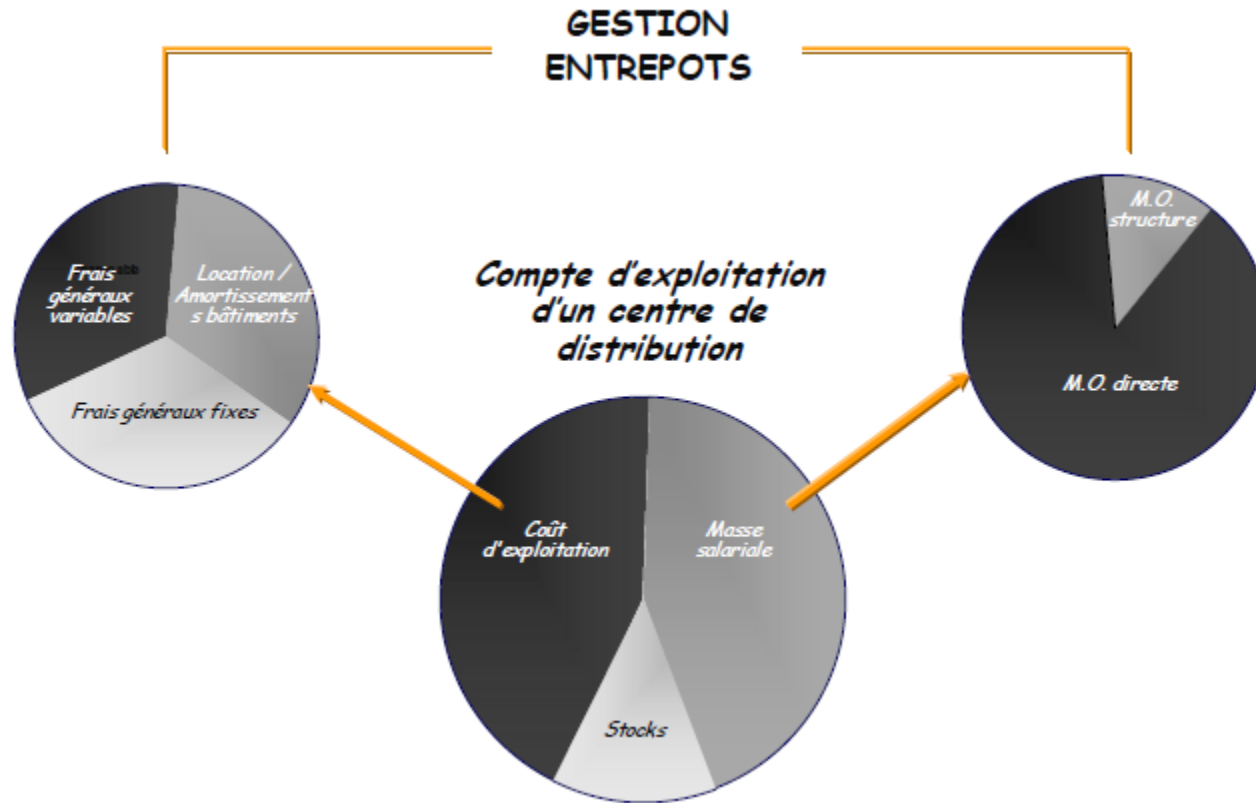 GESTION
ENTREPOTS
Frais
généraux
variables
Location /
Amortissement
s bâtiments
Frais généraux fixes
Compte d'exploitation
d'un centre de
distribution
M.O.
structure
M.O. directe
Coût
d'exploitation
Masse
salariale
Stocks